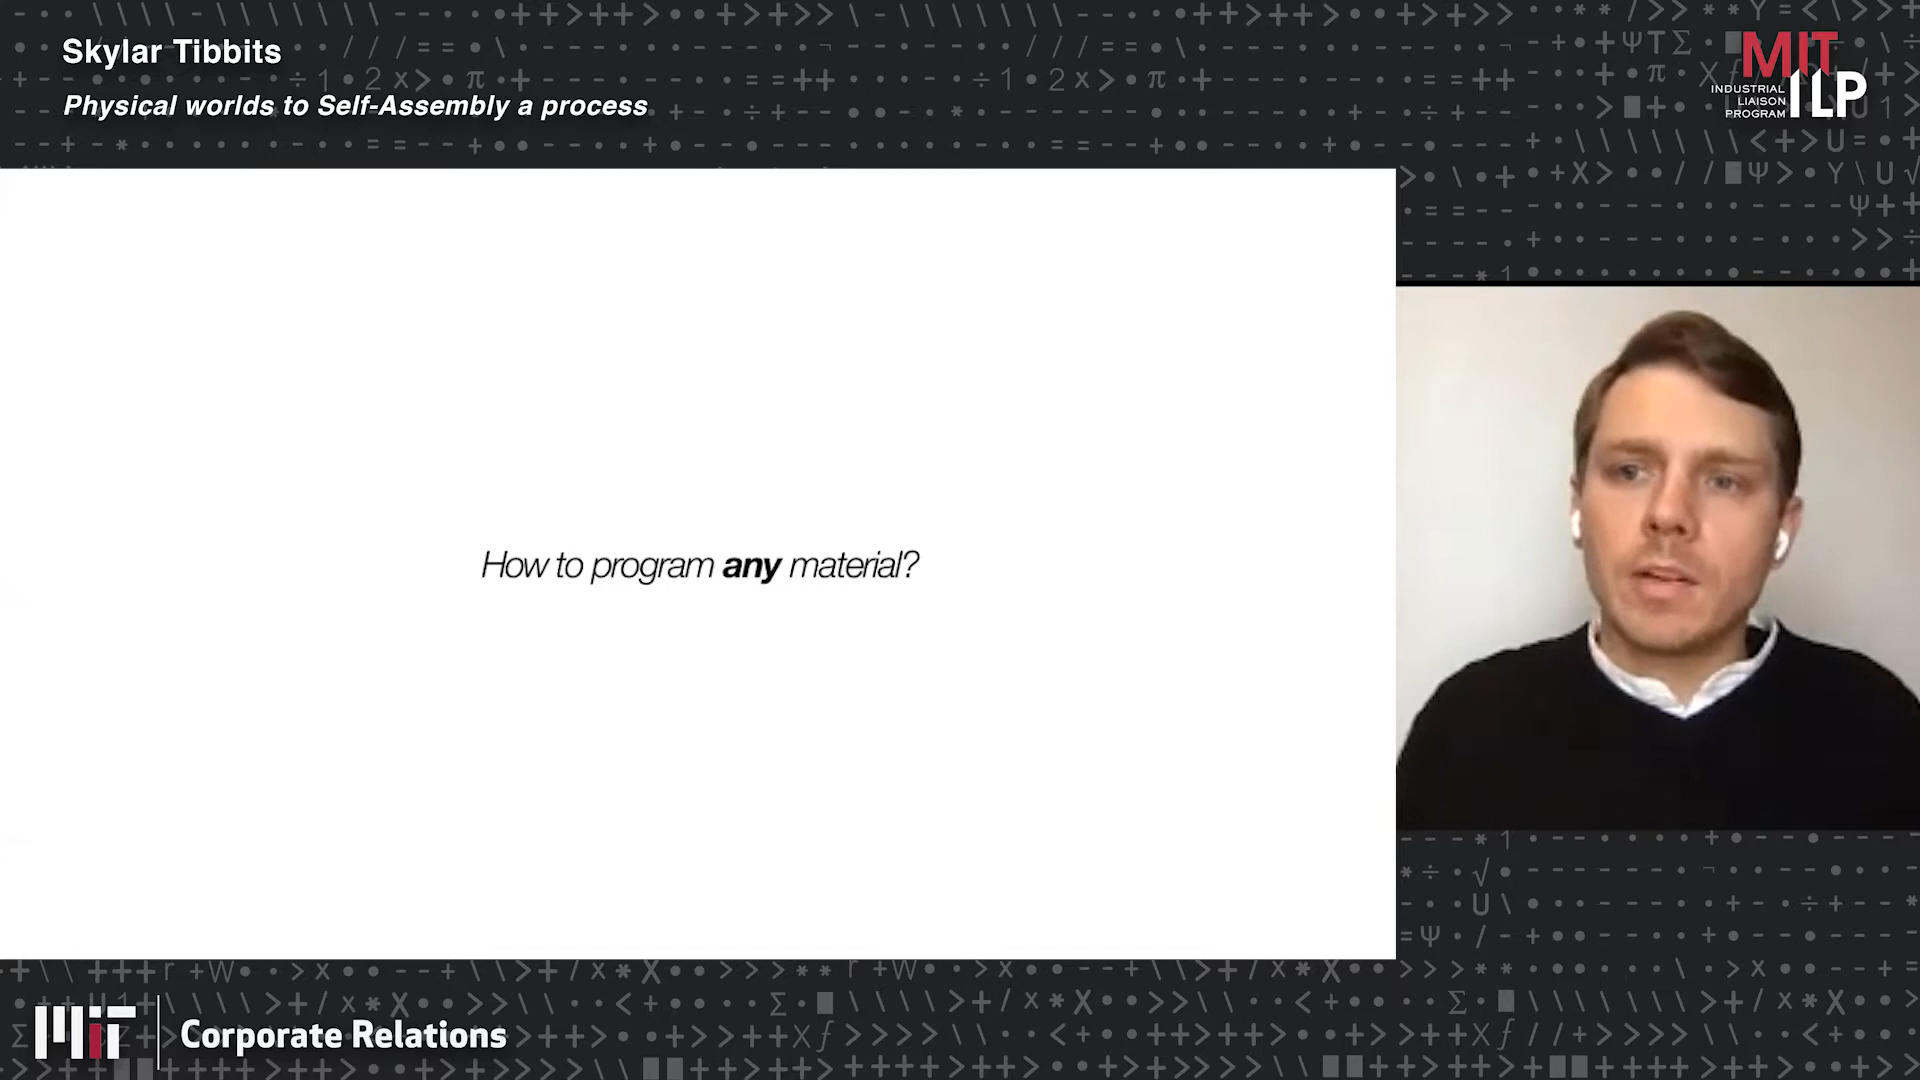 Skylar Tibbits
Physical worlds to Self-Assembly a process
MIT
INDUSTRIAL
LIAISON
PROGRAM
ILP
How to program any material?
MIT
Corporate Relations